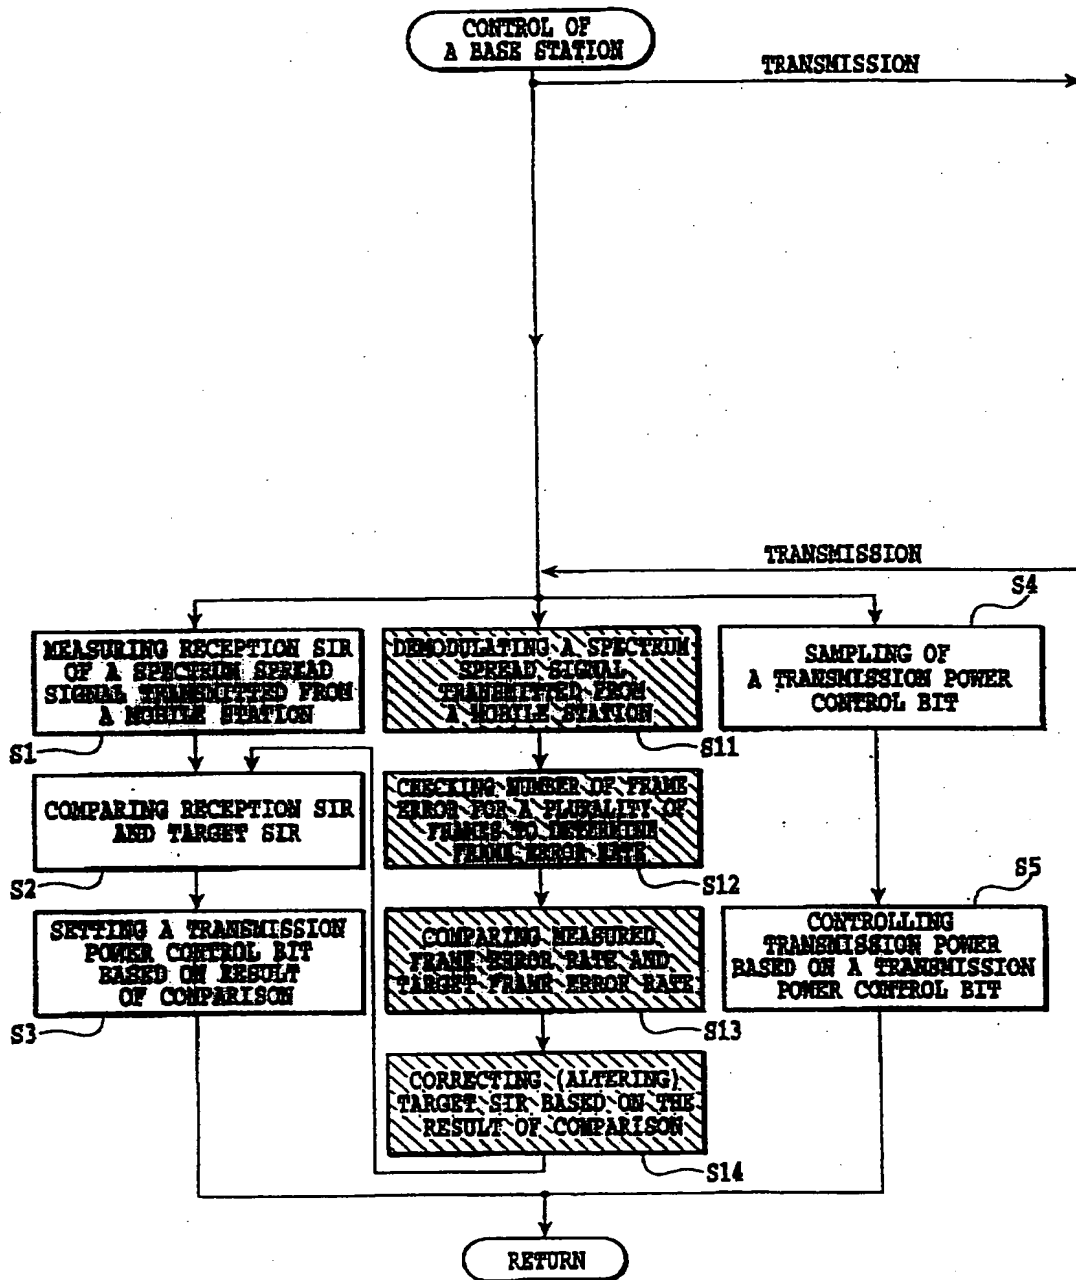 CONTROL OF
A BASE STATION
TRANSMISSION
TRANSMISSION
S4
MEASURING RECEPTION SIR
OF A SPECTRUM SPREAD
SIGNAL TRANSMITTED FROM
A MOBILE STATION
S1
DEMODULATING A SPECTRUM
SPREAD SIGNAL
TRANSMITTED FROM
A MOBILE STATION
S11
SAMPLING OF
A TRANSMISSION POWER
CONTROL BIT
COMPARING RECEPTION SIR
AND TARGET SIR
S2
CHECKING NUMBER OF FRAME
ERROR FOR A PLURALITY OF
FRAMES TO DETERMINE
FRAME ERROR RATE
S12
S5
SETTING A TRANSMISSION
POWER CONTROL BIT
BASED ON RESULT
OF COMPARISON
S3
COMPARING MEASURED
FRAME ERROR RATE AND
TARGET FRAME ERROR RATE
S13
CONTROLLING
TRANSMISSION POWER
BASED ON A TRANSMISSION
POWER CONTROL BIT
CORRECTING (ALTERING)
TARGET SIR BASED ON THE
RESULT OF COMPARISON
S14
RETURN